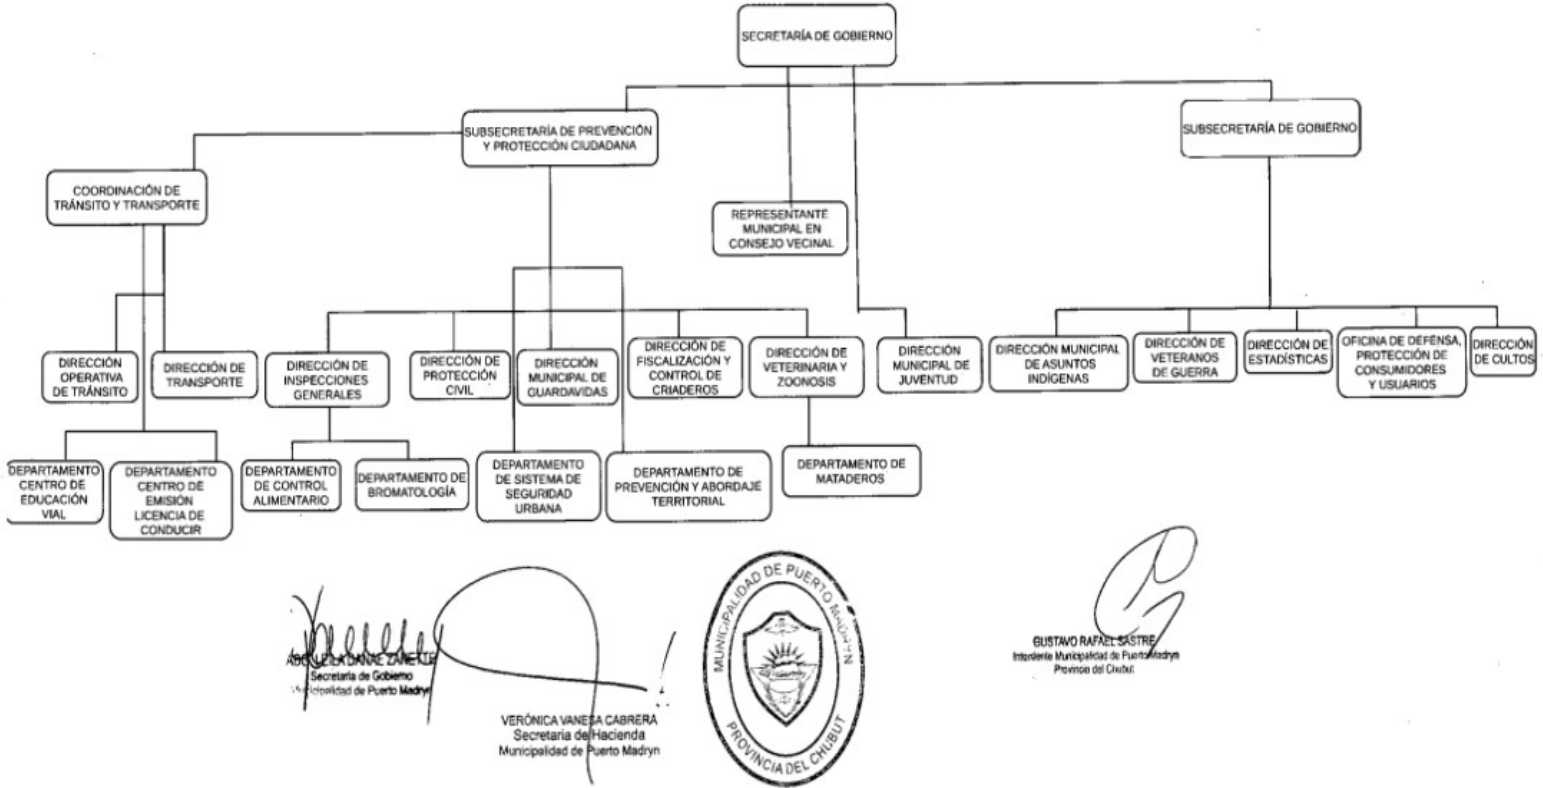 SECRETARÍA DE GOBIERNO
SUBSECRETARÍA DE PREVENCIÓN
Y PROTECCIÓN CIUDADANA
SUBSECRETARÍA DE GOBIERNO
COORDINACIÓN DE
TRÁNSITO Y TRANSPORTE
REPRESENTANTE
MUNICIPAL EN
CONSEJO VECINAL
DIRECCIÓN
OPERATIVA
DE TRÁNSITO
DIRECCIÓN DE
TRANSPORTE
DIRECCIÓN DE
INSPECCIONES
GENERALES
DIRECCIÓN DE
PROTECCIÓN
CIVIL
DIRECCIÓN
MUNICIPAL DE
GUARDAVIDAS
DIRECCIÓN DE
FISCALIZACIÓN Y
CONTROL DE
CRIADEROS
DIRECCIÓN DE
VETERINARIA Y
ZOONOSIS
DIRECCIÓN
MUNICIPAL DE
JUVENTUD
DIRECCIÓN MUNICIPAL
DE ASUNTOS
INDÍGENAS
DIRECCIÓN DE
VETERANOS
DE GUERRA
DIRECCIÓN DE
ESTADÍSTICAS
OFICINA DE DEFENSA,
PROTECCIÓN DE
CONSUMIDORES
Y USUARIOS
DIRECCIÓN
DE CULTOS
DEPARTAMENTO
CENTRO DE
EDUCACIÓN
VIAL
DEPARTAMENTO
CENTRO DE
EMISIÓN
LICENCIA DE
CONDUCIR
DEPARTAMENTO
DE CONTROL
ALIMENTARIO
DEPARTAMENTO DE
BROMATOLOGÍA
DEPARTAMENTO
DE SISTEMA DE
SEGURIDAD
URBANA
DEPARTAMENTO DE
PREVENCIÓN Y ABORDAJE
TERRITORIAL
DEPARTAMENTO DE
MATADEROS
LEILA DANAE ZANETTE
Secretaria de Gobierno
Municipalidad de Puerto Madryn
VERÓNICA VANESA CABRERA
Secretaria de Hacienda
Municipalidad de Puerto Madryn
MUNICIPALIDAD DE PUERTO MADRYN
PROVINCIA DEL CHUBUT
GUSTAVO RAFAEL SASTRE
Intendente Municipalidad de Puerto Madryn
Provincia del Chubut